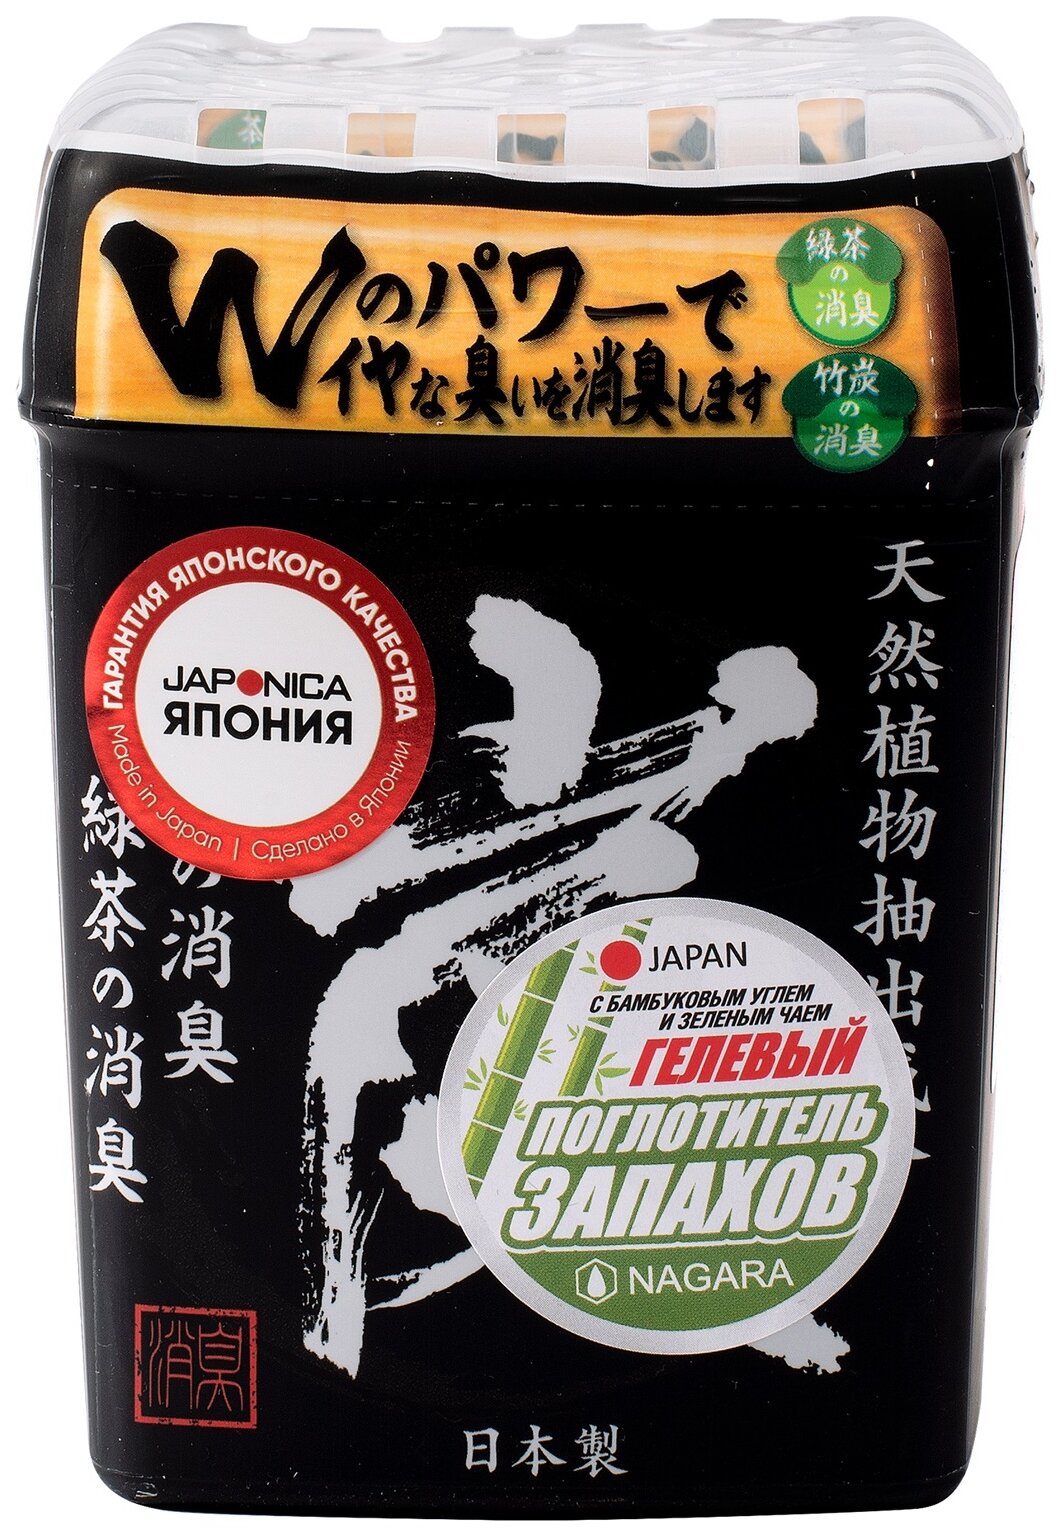 茶
Wのパワーで
イヤな臭いを消臭します
緑茶
の
消臭
竹炭
の
消臭
天然植物抽出
の消臭
緑茶の消臭
ГАРАНТИЯ ЯПОНСКОГО КАЧЕСТВА
JAPONICA
ЯПОНИЯ
Made in Japan | Сделано в Японии
JAPAN
С БАМБУКОВЫМ УГЛЕМ
И ЗЕЛЕНЫМ ЧАЕМ
ГЕЛЕВЫЙ
ПОГЛОТИТЕЛЬ
ЗАПАХОВ
NAGARA
消臭
日本製